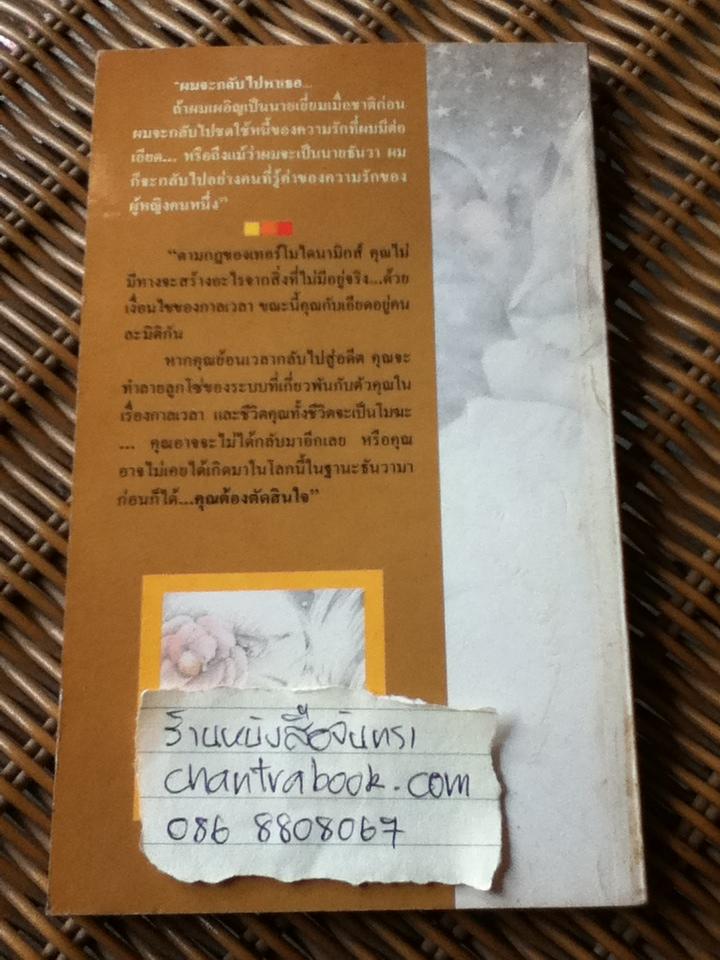 "ผมจะกลับไปหาเธอ...
ถ้าผมเผอิญเป็นนายเยี่ยมเมื่อชาติก่อน
ผมจะกลับไปชดใช้หนี้ของความรักที่ผมมีต่อ
เอียด... หรือถึงแม้ว่าผมจะเป็นนายธันวา ผม
ก็จะกลับไปอย่างคนที่รู้ค่าของความรักของ
ผู้หญิงคนหนึ่ง"
"ตามกฎของเทอร์โมไดนามิกส์ คุณไม่
มีทางจะสร้างอะไรจากสิ่งที่ไม่มีอยู่จริง...ด้วย
เงื่อนไขของกาลเวลา ขณะนี้คุณกับเอียดอยู่คน
ละมิติกัน
หากคุณย้อนเวลากลับไปสู่อดีต คุณจะ
ทำลายลูกโซ่ของระบบที่เกี่ยวพันกับตัวคุณใน
เรื่องกาลเวลา และชีวิตคุณทั้งชีวิตจะเป็นโมฆะ
... คุณอาจจะไม่ได้กลับมาอีกเลย หรือคุณ
อาจไม่เคยได้เกิดมาในโลกนี้ในฐานะธันวามา
ก่อนก็ได้...คุณต้องตัดสินใจ"
ร้านหนังสือจันทรา
chantrabook.com
086 8808067